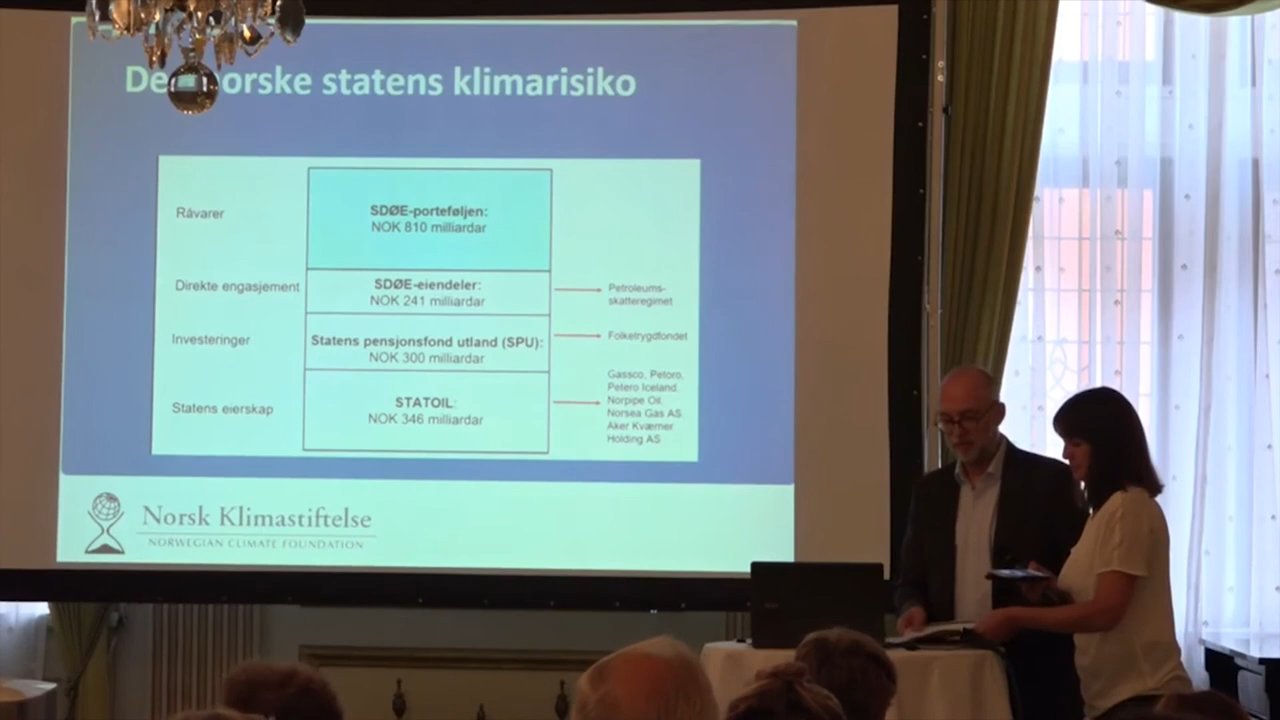 De orske statens klimarisiko
Råvarer
SDØE-porteføljen:
NOK 810 milliardar
Direkte engasjement
SDØE-eiendeler:
NOK 241 milliardar
Petroleums-
skatteregimet
Investeringer
Statens pensjonsfond utland (SPU):
NOK 300 milliardar
Folketrygdfondet
Statens eierskap
STATOIL:
NOK 346 milliardar
Gassco, Petoro,
Petero Iceland,
Norpipe Oil,
Norsea Gas AS,
Aker Kværner
Holding AS
Norsk Klimastiftelse
NORWEGIAN CLIMATE FOUNDATION